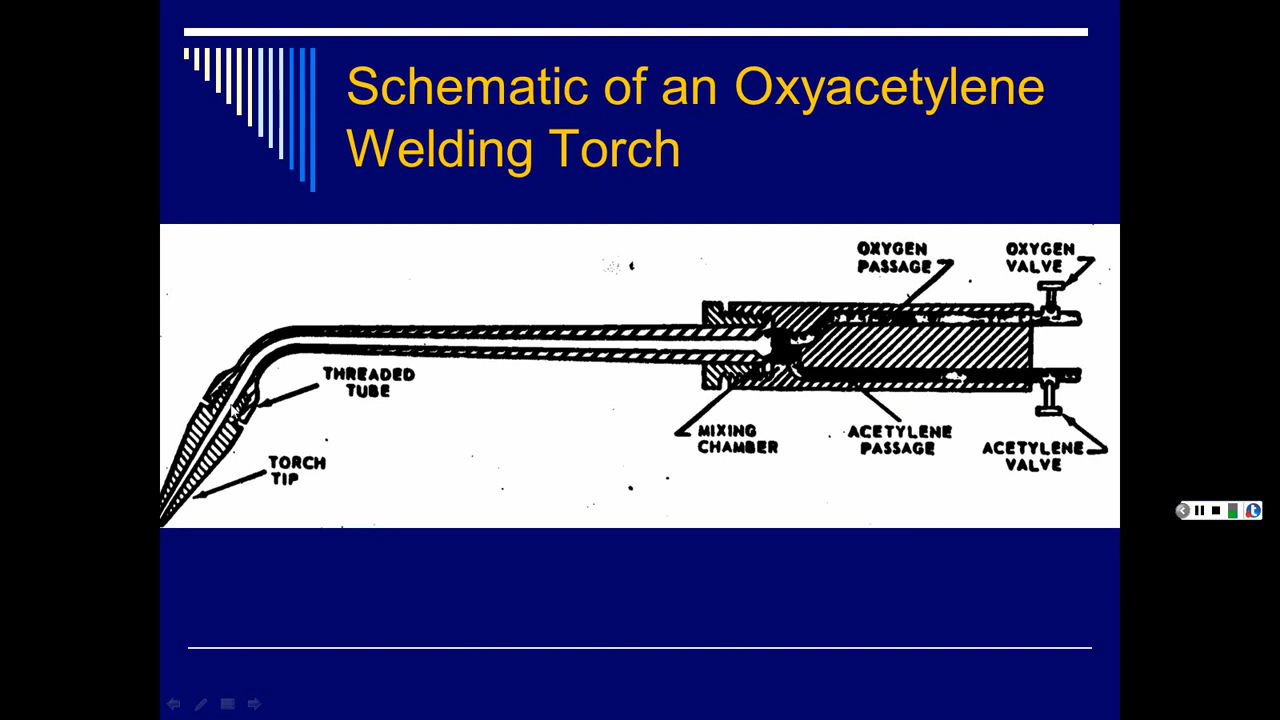 Schematic of an Oxyacetylene
Welding Torch
OXYGEN
PASSAGE
OXYGEN
VALVE
THREADED
TUBE
MIXING
CHAMBER
ACETYLENE
PASSAGE
ACETYLENE
VALVE
TORCH
TIP